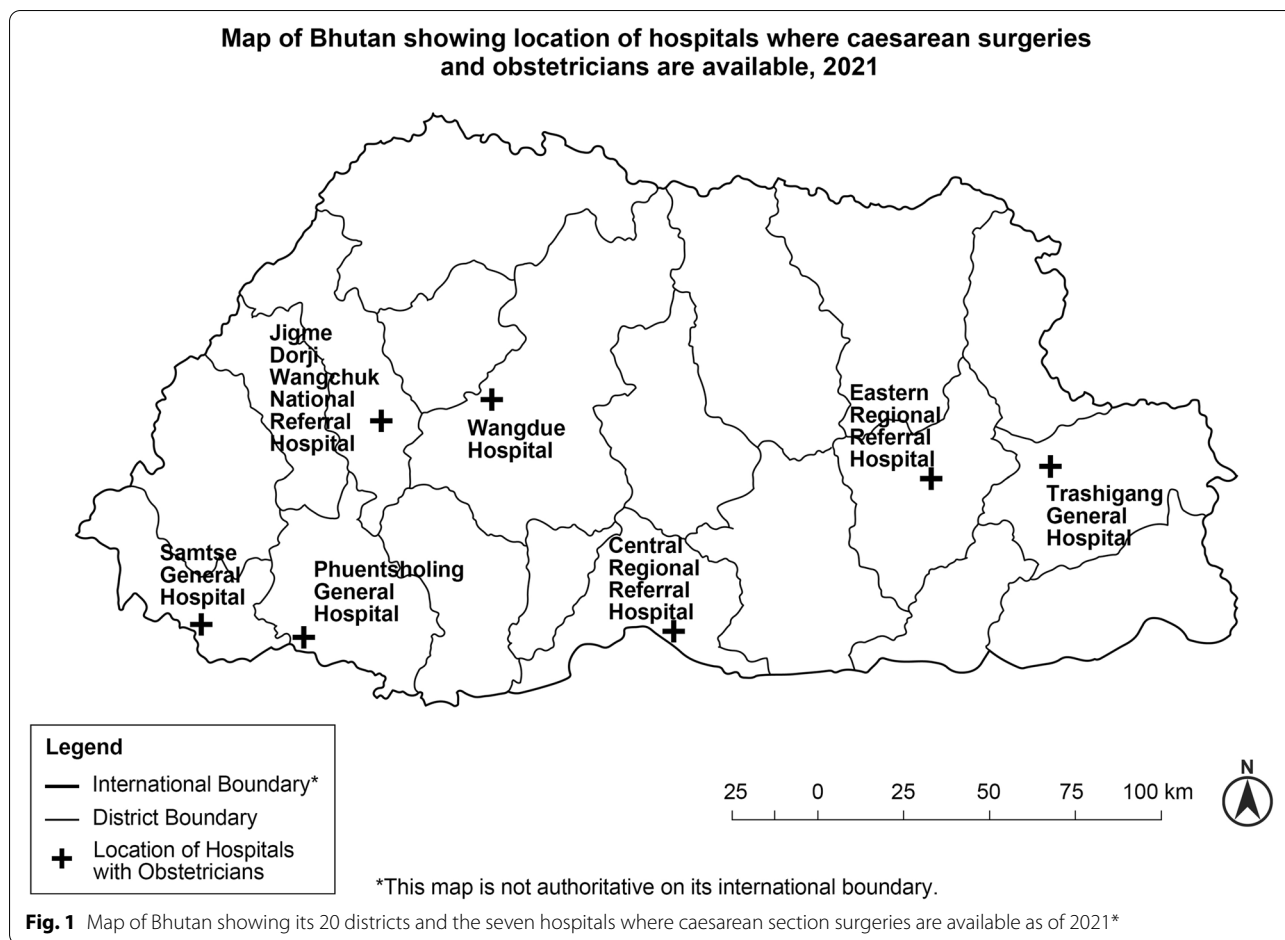 Map of Bhutan showing location of hospitals where caesarean surgeries
and obstetricians are available, 2021
Jigme
Dorji
Wangchuk
National
Referral
Hospital
Wangdue
Hospital
Eastern
Regional
Referral
Hospital
Trashigang
General
Hospital
Samtse
General
Hospital
Phuentsholing
General
Hospital
Central
Regional
Referral
Hospital
Legend
International Boundary*
District Boundary
Location of Hospitals
with Obstetricians
25 0 25 50 75 100 km
N
*This map is not authoritative on its international boundary.
Fig. 1 Map of Bhutan showing its 20 districts and the seven hospitals where caesarean section surgeries are available as of 2021*